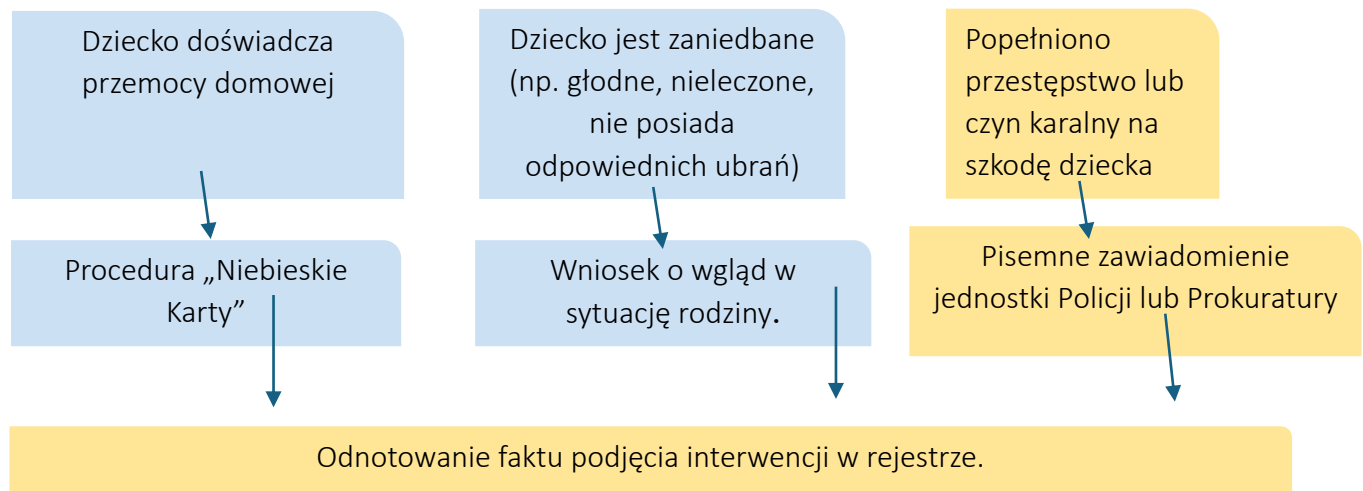 Dziecko doświadcza
przemocy domowej
Dziecko jest zaniedbane
(np. głodne, nieleczone,
nie posiada
odpowiednich ubrań)
Popełniono
przestępstwo lub
czyn karalny na
szkodę dziecka
Procedura „Niebieskie
Karty”
Wniosek o wgląd w
sytuację rodziny.
Pisemne zawiadomienie
jednostki Policji lub Prokuratury
Odnotowanie faktu podjęcia interwencji w rejestrze.